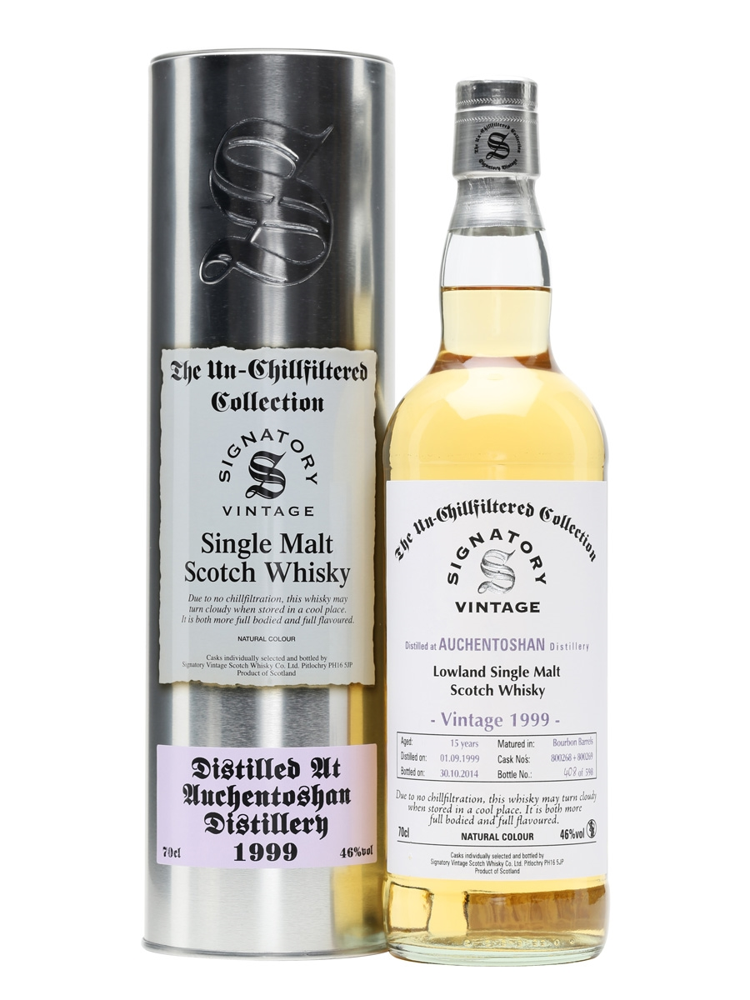 The Un-Chillfiltered
Collection
SIGNATORY
S
VINTAGE
Single Malt
Scotch Whisky
Due to no chillfiltration, this whisky may
turn cloudy when stored in a cool place.
It is both more full bodied and full flavoured.
NATURAL COLOUR
Casks individually selected and bottled by
Signatory Vintage Scotch Whisky Co. Ltd. Pitlochry PH16 5JP
Product of Scotland
Distilled At
Auchentoshan
Distillery
70cl 1999 46%vol
The Un-Chillfiltered Collection
S
Signatory Vintage
The Un-Chillfiltered Collection
SIGNATORY
S
VINTAGE
Distilled at AUCHENTOSHAN Distillery
Lowland Single Malt
Scotch Whisky
- Vintage 1999 -
Aged: 15 years Matured in: Bourbon Barrels
Distilled on: 01.09.1999 Cask No's: 800268 + 800269
Bottled on: 30.10.2014 Bottle No.: 408 of 598
Due to no chillfiltration, this whisky may turn cloudy
when stored in a cool place. It is both more
full bodied and full flavoured.
70cl NATURAL COLOUR 46%vol S
Casks individually selected and bottled by
Signatory Vintage Scotch Whisky Co. Ltd. Pitlochry PH16 5JP
Product of Scotland